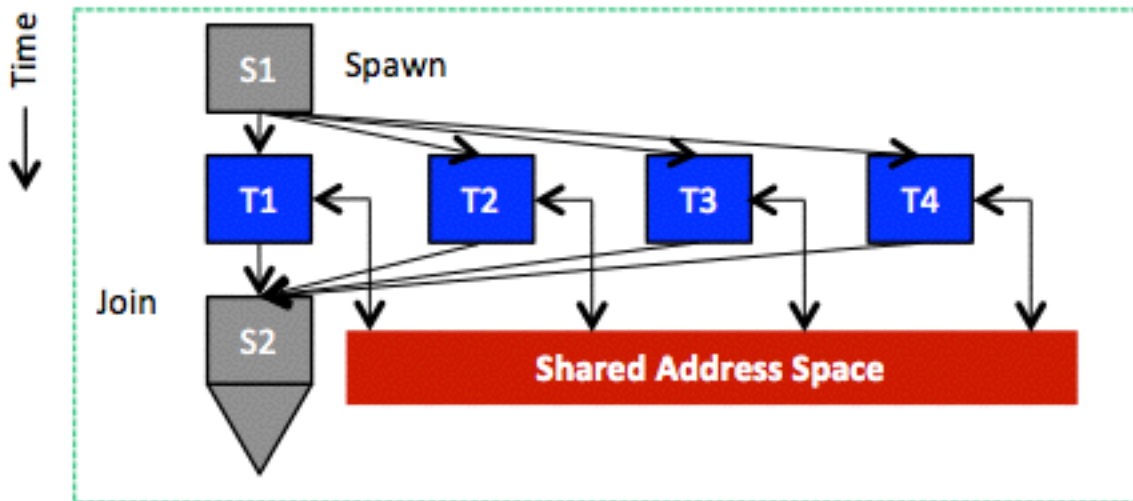 Time
S1
Spawn
T1
T2
T3
T4
Join
S2
Shared Address Space